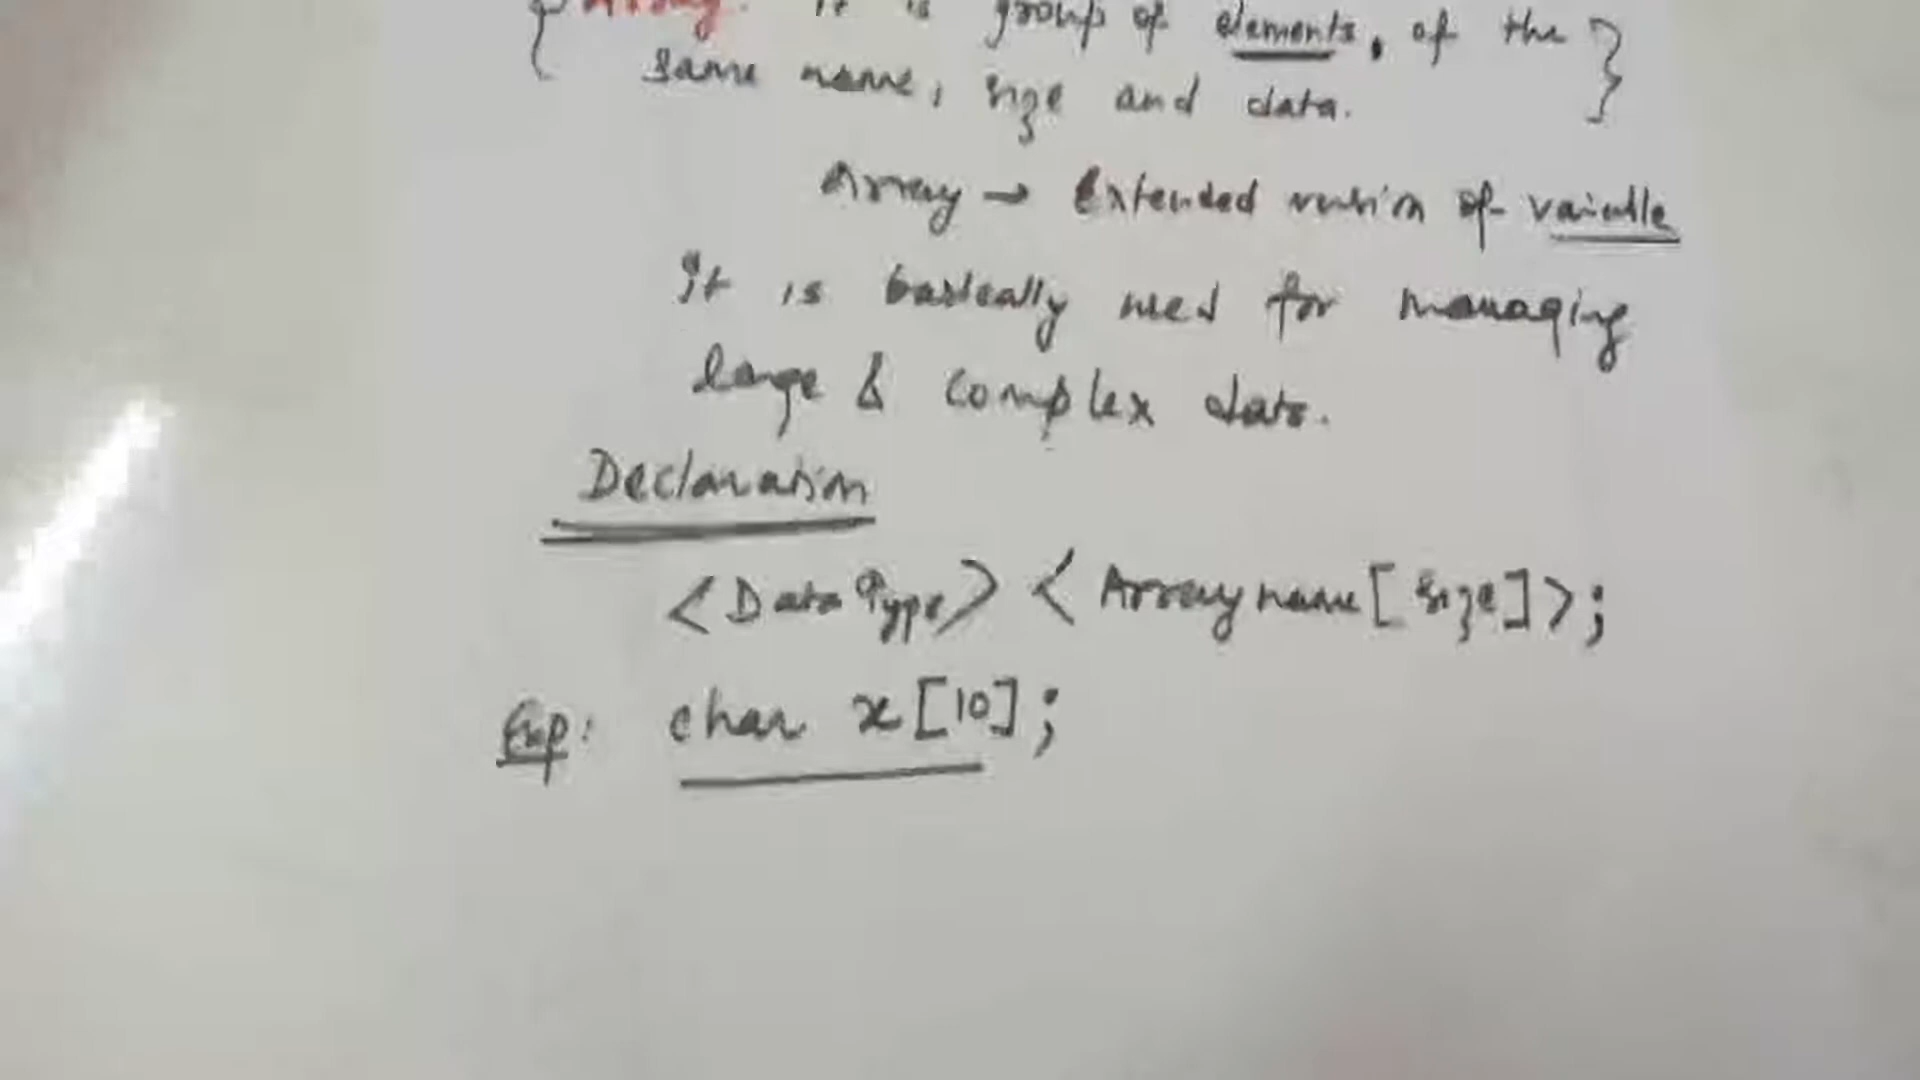 Array: It is group of elements, of the
same name, size and data.
Array → Extended version of variable
It is basically used for managing
large & complex data.
Declaration
<Data Type> < Array name [size]>;
Exp: char x[10];